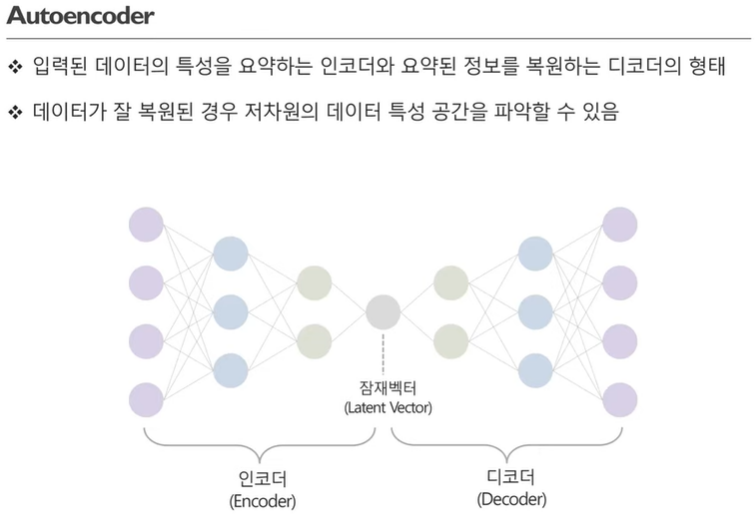 Autoencoder
❖ 입력된 데이터의 특성을 요약하는 인코더와 요약된 정보를 복원하는 디코더의 형태
❖ 데이터가 잘 복원된 경우 저차원의 데이터 특성 공간을 파악할 수 있음
잠재벡터
(Latent Vector)
인코더
(Encoder)
디코더
(Decoder)